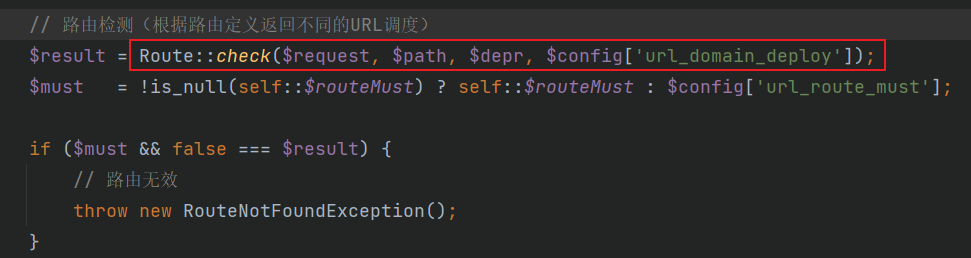 // 路由检测（根据路由定义返回不同的URL调度）
$result = Route::check($request, $path, $depr, $config['url_domain_deploy']);
$must   = !is_null(self::$routeMust) ? self::$routeMust : $config['url_route_must'];
if ($must && false === $result) {
// 路由无效
throw new RouteNotFoundException();
}